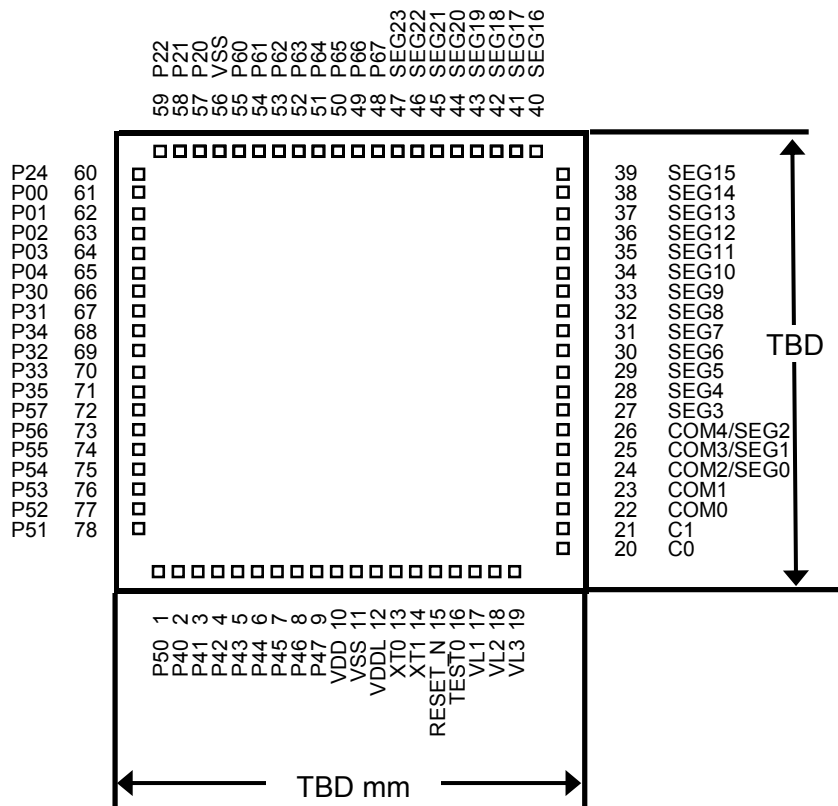 59 P22
58 P21
57 P20
56 VSS
55 P60
54 P61
53 P62
52 P63
51 P64
50 P65
49 P66
48 P67
47 SEG23
46 SEG22
45 SEG21
44 SEG20
43 SEG19
42 SEG18
41 SEG17
40 SEG16
P24 60
P00 61
P01 62
P02 63
P03 64
P04 65
P30 66
P31 67
P34 68
P32 69
P33 70
P35 71
P57 72
P56 73
P55 74
P54 75
P53 76
P52 77
P51 78
39 SEG15
38 SEG14
37 SEG13
36 SEG12
35 SEG11
34 SEG10
33 SEG9
32 SEG8
31 SEG7
30 SEG6
29 SEG5
28 SEG4
27 SEG3
26 COM4/SEG2
25 COM3/SEG1
24 COM2/SEG0
23 COM1
22 COM0
21 C1
20 C0
TBD
P50 1
P40 2
P41 3
P42 4
P43 5
P44 6
P45 7
P46 8
P47 9
VDD 10
VSS 11
VDDL 12
XT0 13
XT1 14
RESET_N 15
TEST0 16
VL1 17
VL2 18
VL3 19
TBD mm